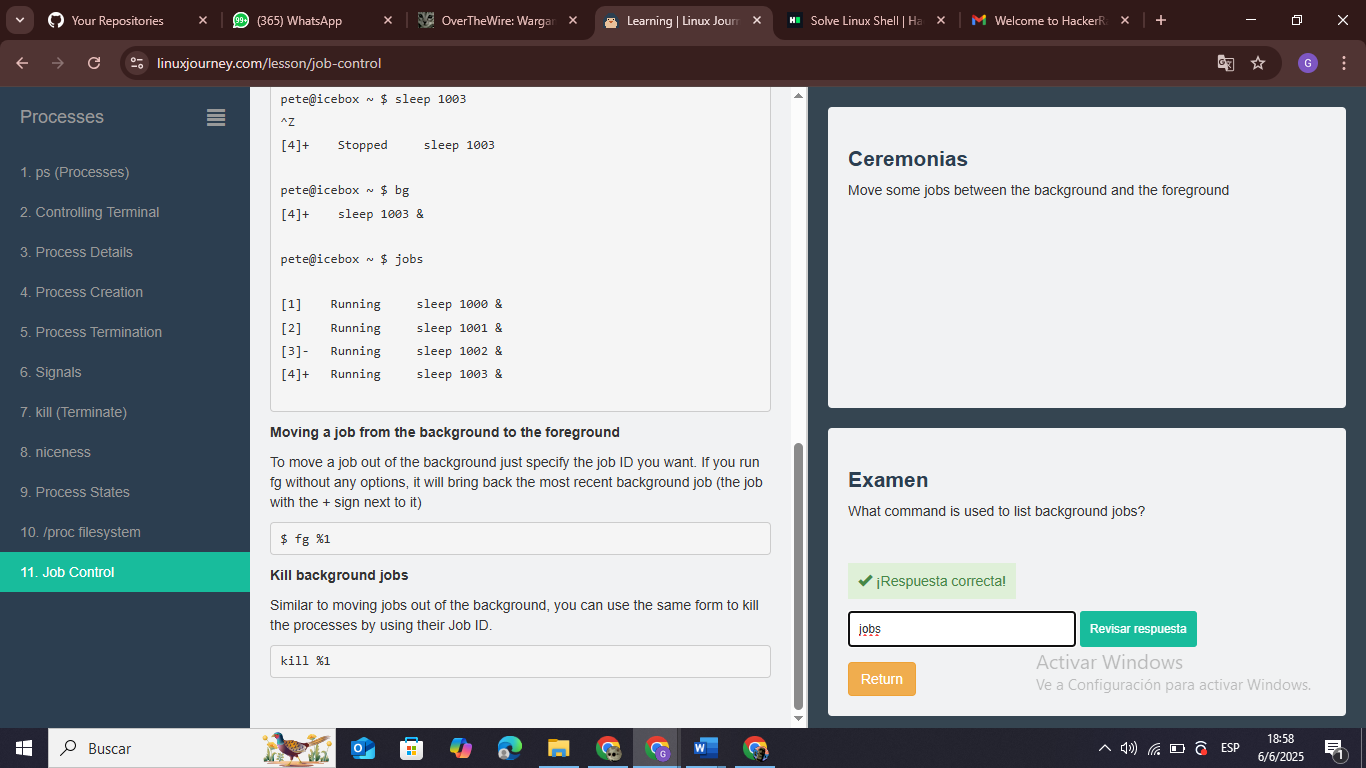 Your Repositories
99+
(365) WhatsApp
OverTheWire: Wargar
Learning | Linux Jour
Solve Linux Shell | Ha
Welcome to HackerR
linuxjourney.com/lesson/job-control
G
Processes
1. ps (Processes)
2. Controlling Terminal
3. Process Details
4. Process Creation
5. Process Termination
6. Signals
7. kill (Terminate)
8. niceness
9. Process States
10. /proc filesystem
11. Job Control
pete@icebox ~ $ sleep 1003
^Z
[4]+    Stopped     sleep 1003
pete@icebox ~ $ bg
[4]+    sleep 1003 &
pete@icebox ~ $ jobs
[1]    Running     sleep 1000 &
[2]    Running     sleep 1001 &
[3]-   Running     sleep 1002 &
[4]+   Running     sleep 1003 &
Moving a job from the background to the foreground
To move a job out of the background just specify the job ID you want. If you run
fg without any options, it will bring back the most recent background job (the job
with the + sign next to it)
$ fg %1
Kill background jobs
Similar to moving jobs out of the background, you can use the same form to kill
the processes by using their Job ID.
kill %1
Ceremonias
Move some jobs between the background and the foreground
Examen
What command is used to list background jobs?
¡Respuesta correcta!
jobs
Revisar respuesta
Return
Activar Windows
Ve a Configuración para activar Windows.
Buscar
ESP
18:58
6/6/2025
1